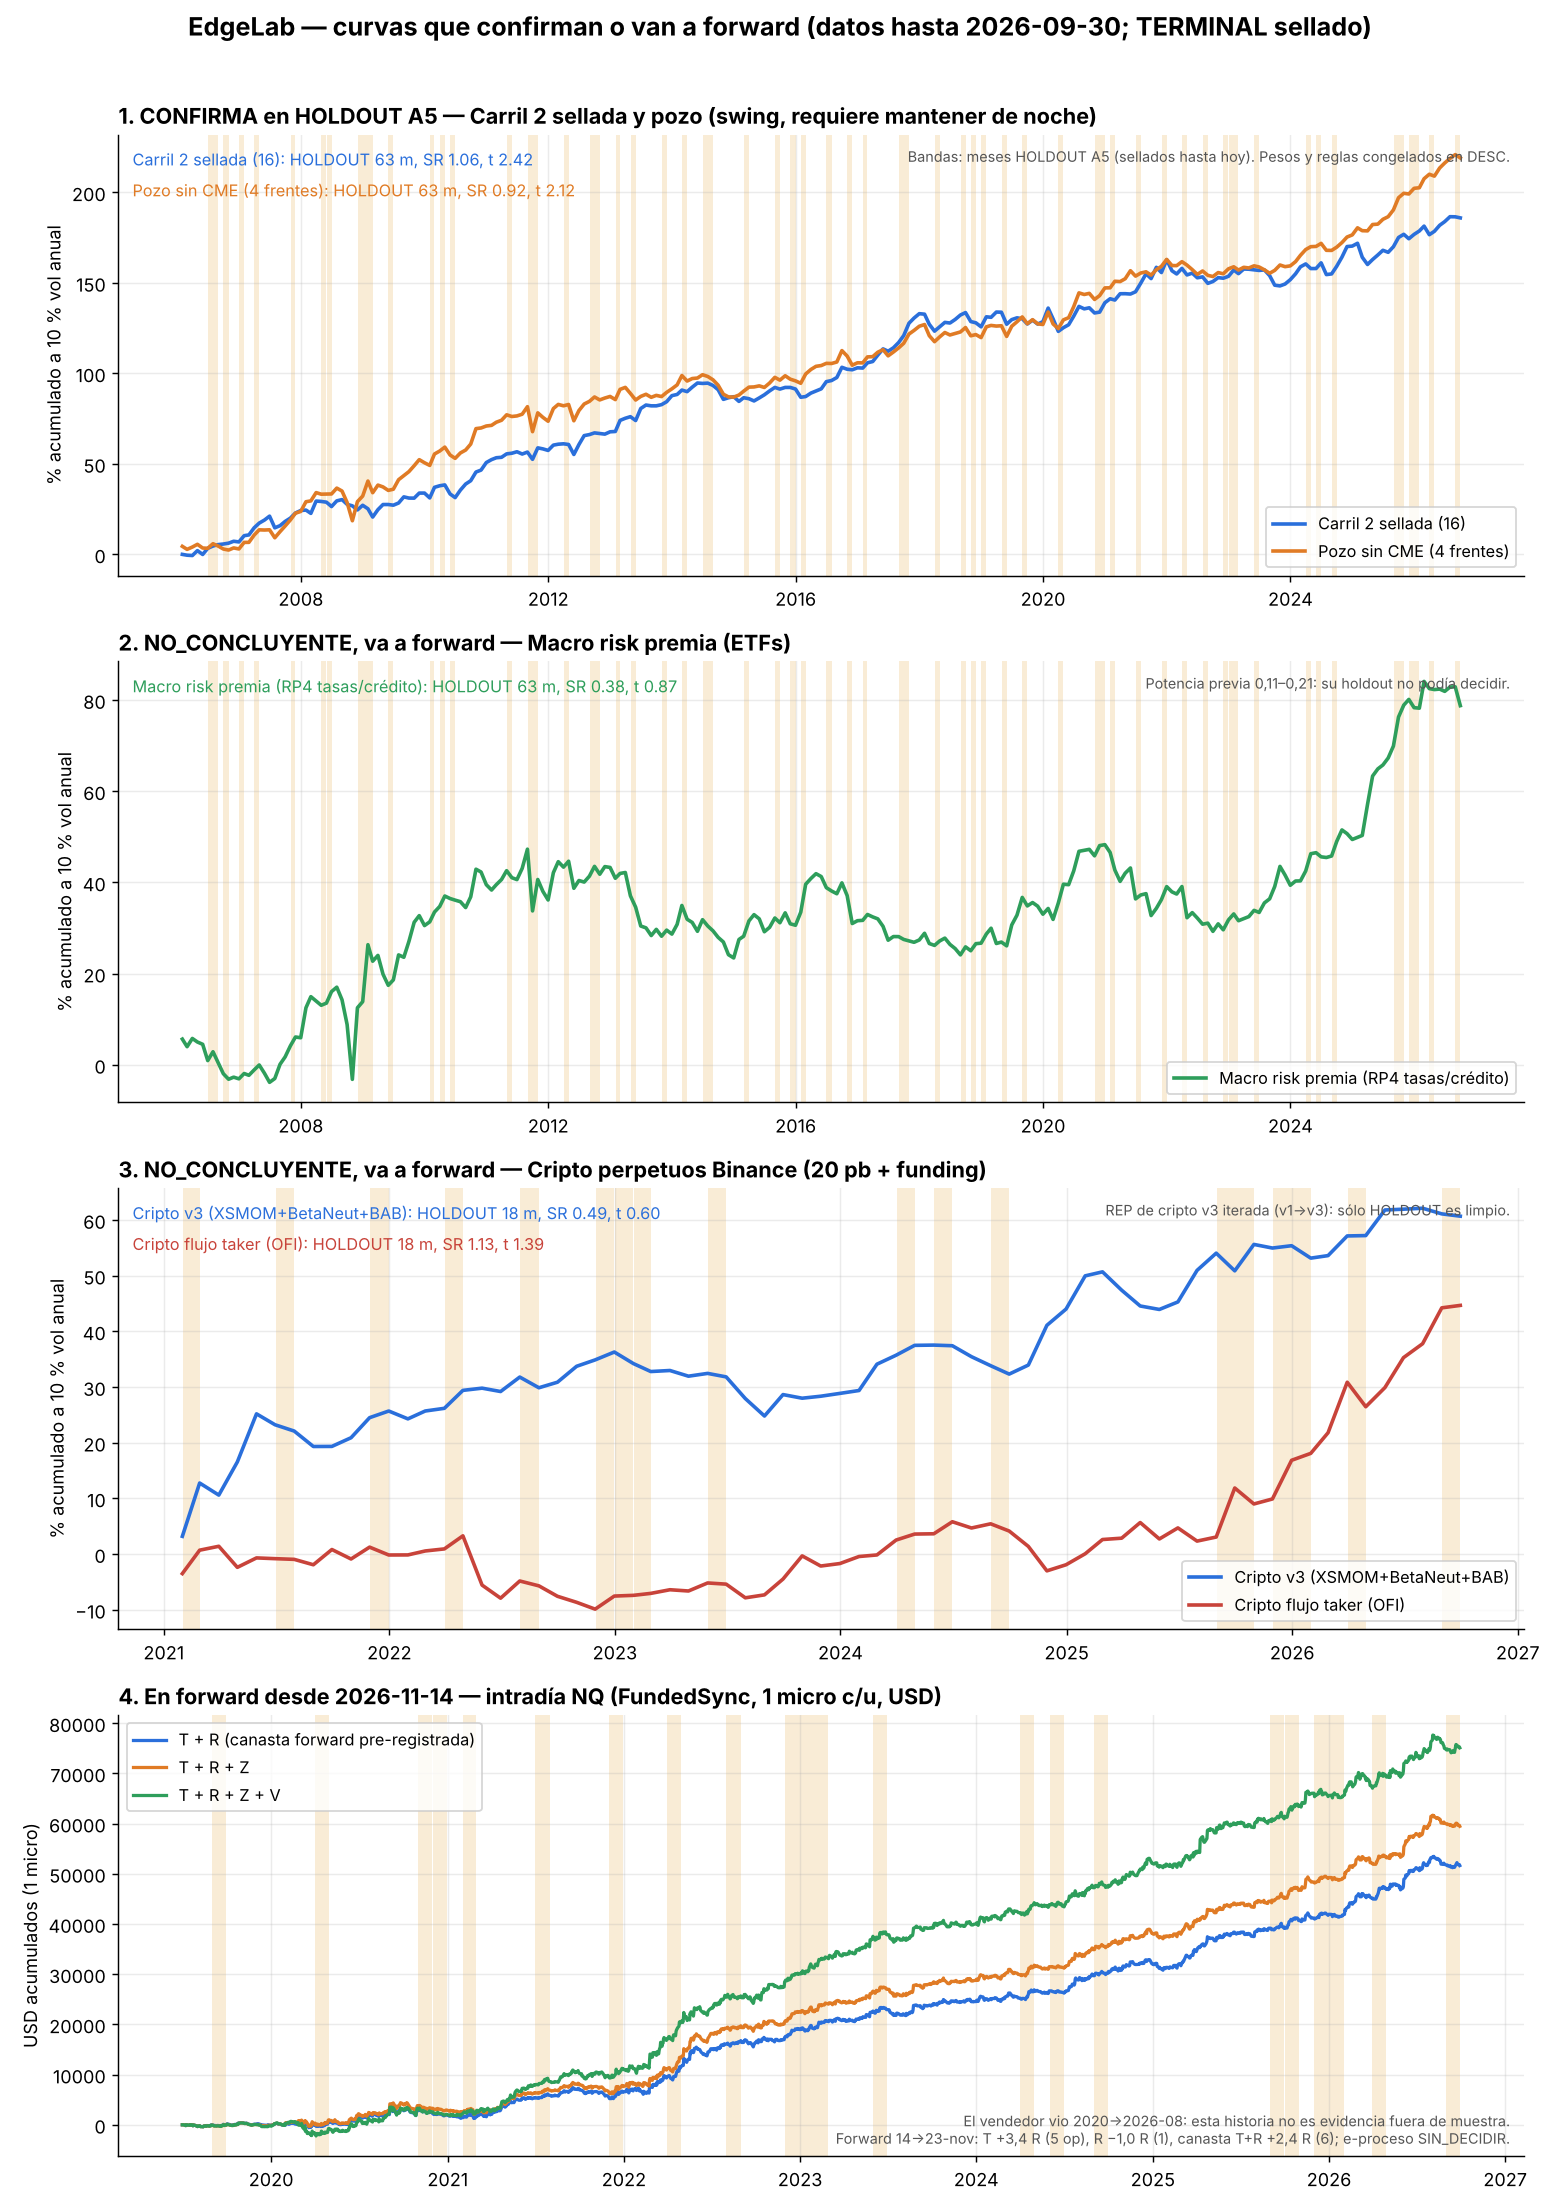 EdgeLab — curvas que confirman o van a forward (datos hasta 2026-09-30; TERMINAL sellado)
1. CONFIRMA en HOLDOUT A5 — Carril 2 sellada y pozo (swing, requiere mantener de noche)
Carril 2 sellada (16): HOLDOUT 63 m, SR 1.06, t 2.42
Bandas: meses HOLDOUT A5 (sellados hasta hoy). Pesos y reglas congelados en DESC.
Pozo sin CME (4 frentes): HOLDOUT 63 m, SR 0.92, t 2.12
% acumulado a 10 % vol anual
200
150
100
50
0
Carril 2 sellada (16)
Pozo sin CME (4 frentes)
2008
2012
2016
2020
2024
2. NO_CONCLUYENTE, va a forward — Macro risk premia (ETFs)
Macro risk premia (RP4 tasas/crédito): HOLDOUT 63 m, SR 0.38, t 0.87
Potencia previa 0,11–0,21: su holdout no podía decidir.
% acumulado a 10 % vol anual
80
60
40
20
0
Macro risk premia (RP4 tasas/crédito)
2008
2012
2016
2020
2024
3. NO_CONCLUYENTE, va a forward — Cripto perpetuos Binance (20 pb + funding)
Cripto v3 (XSMOM+BetaNeut+BAB): HOLDOUT 18 m, SR 0.49, t 0.60
REP de cripto v3 iterada (v1→v3): sólo HOLDOUT es limpio.
Cripto flujo taker (OFI): HOLDOUT 18 m, SR 1.13, t 1.39
% acumulado a 10 % vol anual
60
50
40
30
20
10
0
−10
Cripto v3 (XSMOM+BetaNeut+BAB)
Cripto flujo taker (OFI)
2021
2022
2023
2024
2025
2026
2027
4. En forward desde 2026-11-14 — intradía NQ (FundedSync, 1 micro c/u, USD)
T + R (canasta forward pre-registrada)
T + R + Z
T + R + Z + V
USD acumulados (1 micro)
80000
70000
60000
50000
40000
30000
20000
10000
0
El vendedor vio 2020→2026-08: esta historia no es evidencia fuera de muestra.
Forward 14→23-nov: T +3,4 R (5 op), R −1,0 R (1), canasta T+R +2,4 R (6); e-proceso SIN_DECIDIR.
2020
2021
2022
2023
2024
2025
2026
2027